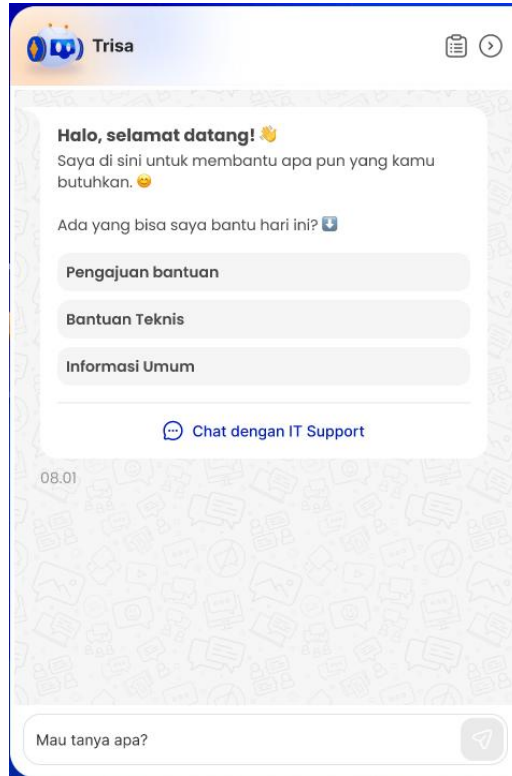 Trisa
Halo, selamat datang! 👋
Saya di sini untuk membantu apa pun yang kamu
butuhkan. 😊
Ada yang bisa saya bantu hari ini? ⬇️
Pengajuan bantuan
Bantuan Teknis
Informasi Umum
Chat dengan IT Support
08.01
Mau tanya apa?